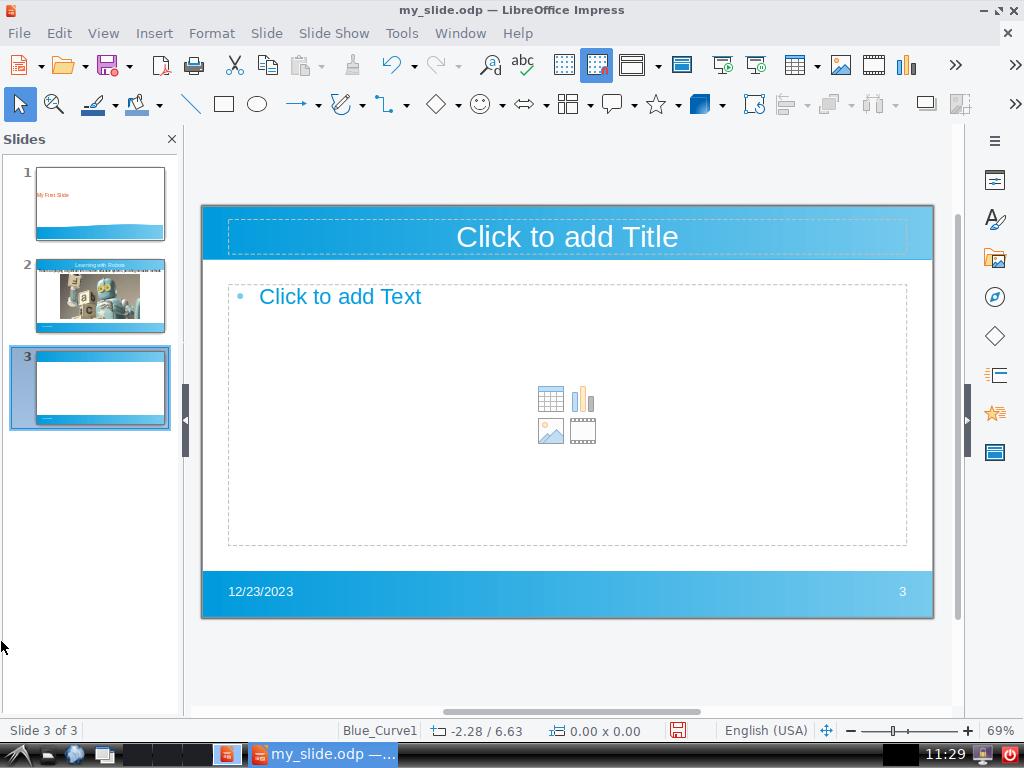 my_slide.odp — LibreOffice Impress
File Edit View Insert Format Slide Slide Show Tools Window Help
Slides
1
My First Slide
2
Learning with Robots
3
Click to add Title
Click to add Text
12/23/2023 3
Slide 3 of 3 Blue_Curve1 -2.28 / 6.63 0.00 x 0.00 English (USA) 69%
my_slide.odp —... 11:29